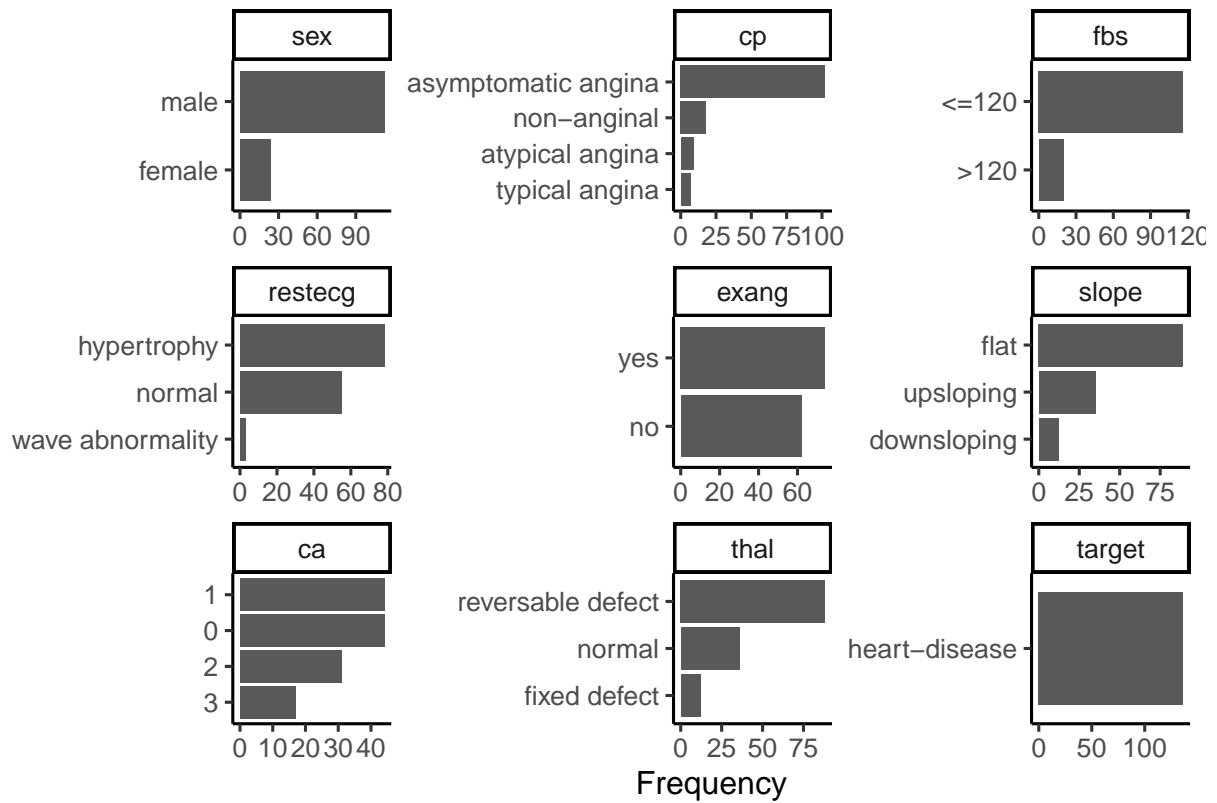 sex
male
female
0 30 60 90
cp
asymptomatic angina
non−anginal
atypical angina
typical angina
0 25 50 75 100
fbs
<=120
>120
0 30 60 90 120
restecg
hypertrophy
normal
wave abnormality
0 20 40 60 80
exang
yes
no
0 20 40 60
slope
flat
upsloping
downsloping
0 25 50 75
ca
1
0
2
3
0 10 20 30 40
thal
reversable defect
normal
fixed defect
0 25 50 75
target
heart−disease
0 50 100
Frequency